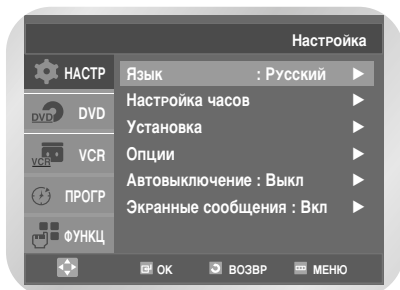 Настройка
НАСТР
Язык : Русский ►
DVD DVD
Настройка часов ►
Установка ►
VCR VCR
Опции ►
Автовыключение : Выкл ►
ПРОГР
Экранные сообщения : Вкл ►
ФУНКЦ
ОК ВОЗВР МЕНЮ